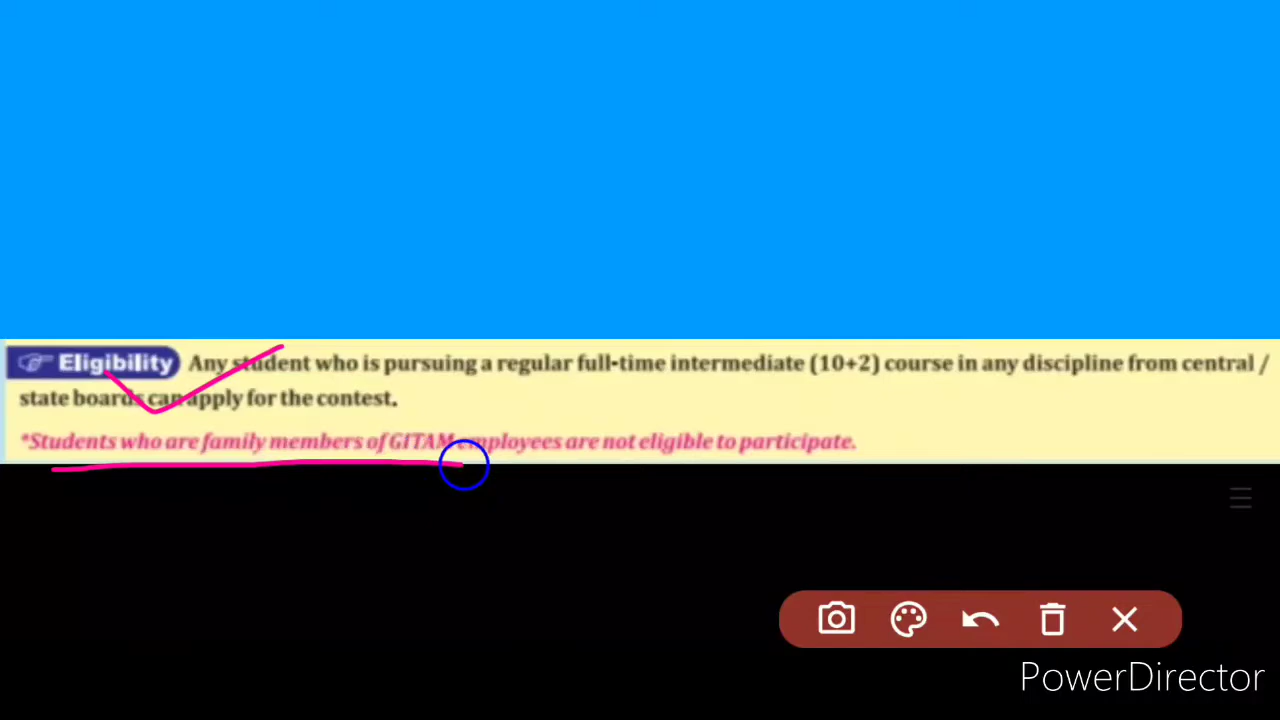 Eligibility Any student who is pursuing a regular full-time intermediate (10+2) course in any discipline from central /
state boards can apply for the contest.
*Students who are family members of GITAM employees are not eligible to participate.
PowerDirector